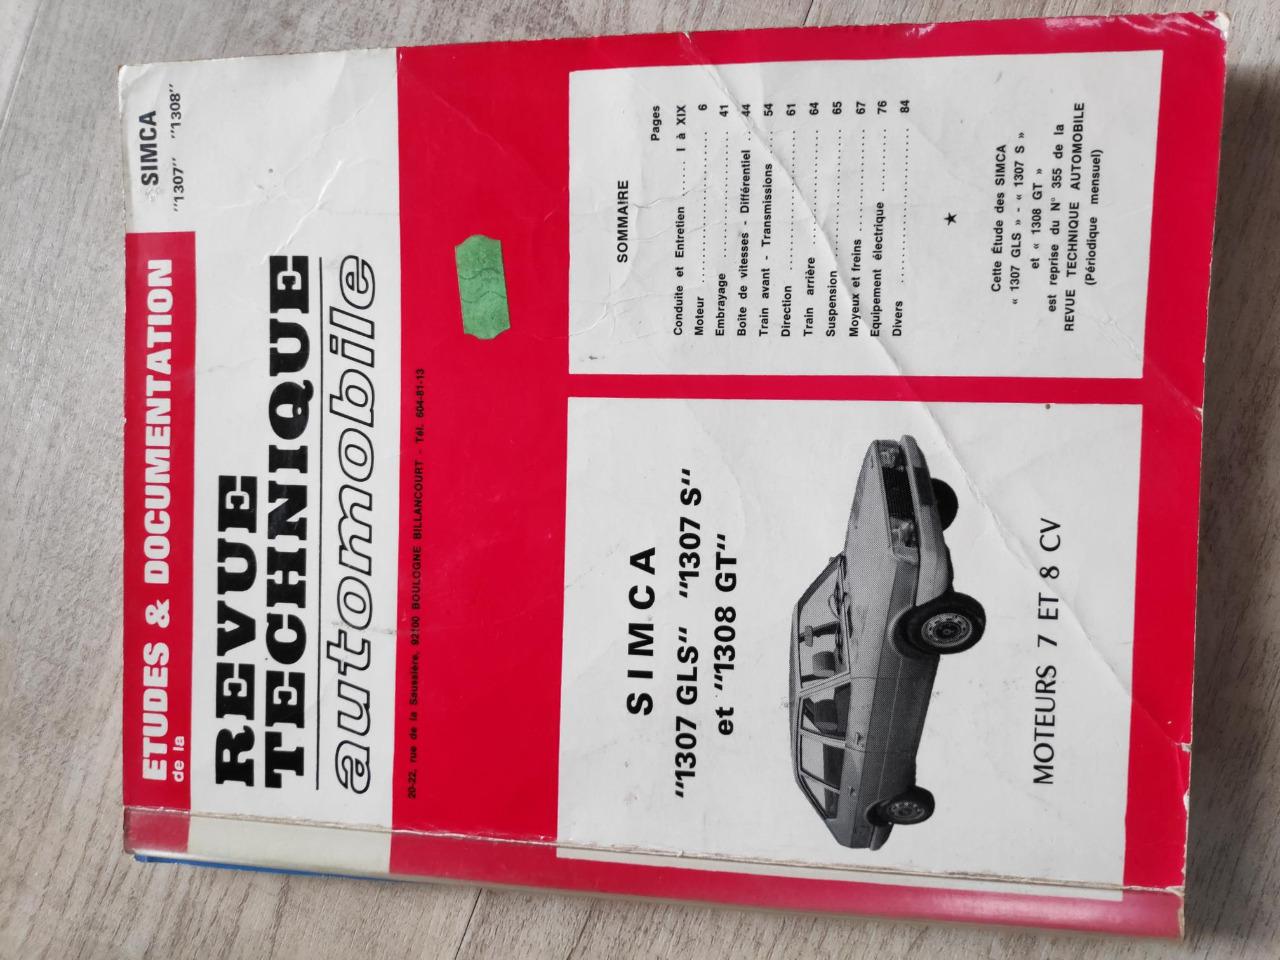 ETUDES & DOCUMENTATION
de la
SIMCA
"1307" "1308"
REVUE
TECHNIQUE
automobile
20-22, rue de la Saussière, 92100 BOULOGNE BILLANCOURT - Tél. 604-81-13
SIMCA
"1307 GLS" "1307 S"
et "1308 GT"
MOTEURS 7 ET 8 CV
SOMMAIRE
Pages
Conduite et Entretien ...... I à XIX
Moteur ...... 6
Embrayage ...... 41
Boîte de vitesses - Différentiel .. 44
Train avant - Transmissions .... 54
Direction ...... 61
Train arrière ...... 64
Suspension ...... 65
Moyeux et freins ...... 67
Equipement électrique ...... 76
Divers ...... 84
Cette Étude des SIMCA
« 1307 GLS » - « 1307 S »
et « 1308 GT »
est reprise du N° 355 de la
REVUE TECHNIQUE AUTOMOBILE
(Périodique mensuel)